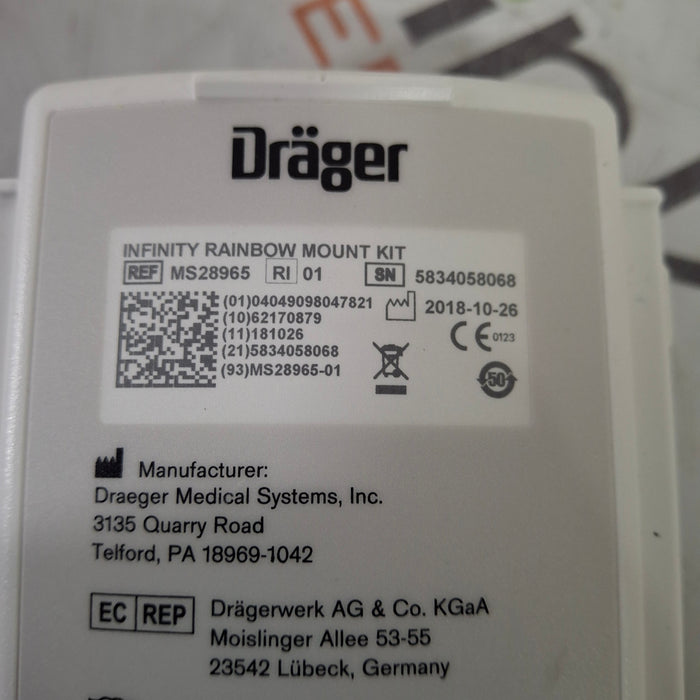 Dräger
INFINITY RAINBOW MOUNT KIT
REF MS28965 RI 01 SN 5834058068
(01)04049098047821
(10)62170879
(11)181026
(21)5834058068
(93)MS28965-01
2018-10-26
CE 0123
50
Manufacturer:
Draeger Medical Systems, Inc.
3135 Quarry Road
Telford, PA 18969-1042
EC REP Drägerwerk AG & Co. KGaA
Moislinger Allee 53-55
23542 Lübeck, Germany